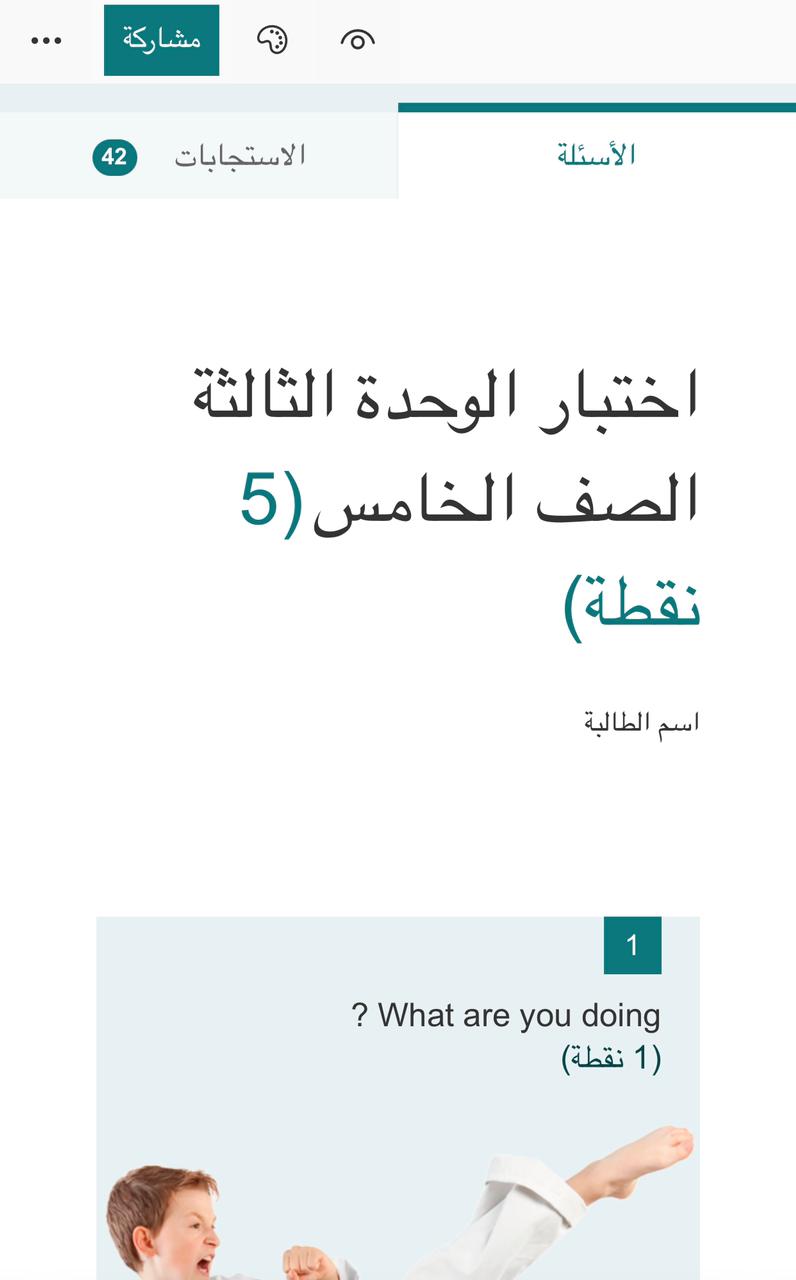 مشاركة
الأسئلة
الاستجابات 42
اختبار الوحدة الثالثة
الصف الخامس(5
نقطة)
اسم الطالبة
1
? What are you doing
(1 نقطة)